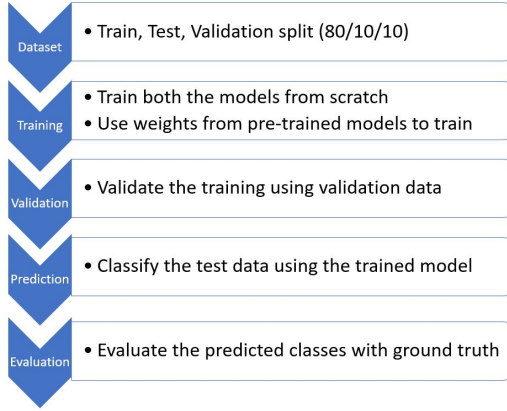 Dataset
• Train, Test, Validation split (80/10/10)
Training
• Train both the models from scratch
• Use weights from pre-trained models to train
Validation
• Validate the training using validation data
Prediction
• Classify the test data using the trained model
Evaluation
• Evaluate the predicted classes with ground truth